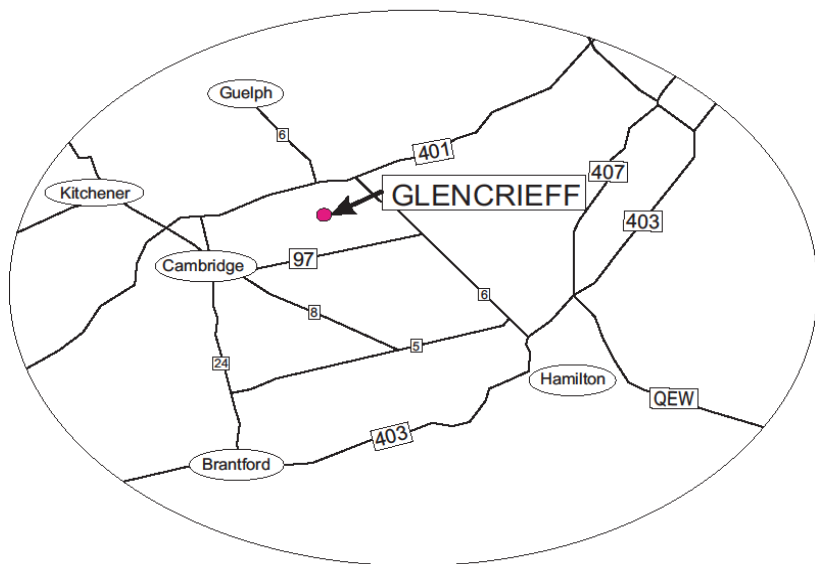 Guelph
6
401
407
Kitchener
GLENCRIEFF
403
97
Cambridge
6
8
5
24
Hamilton
QEW
403
Brantford